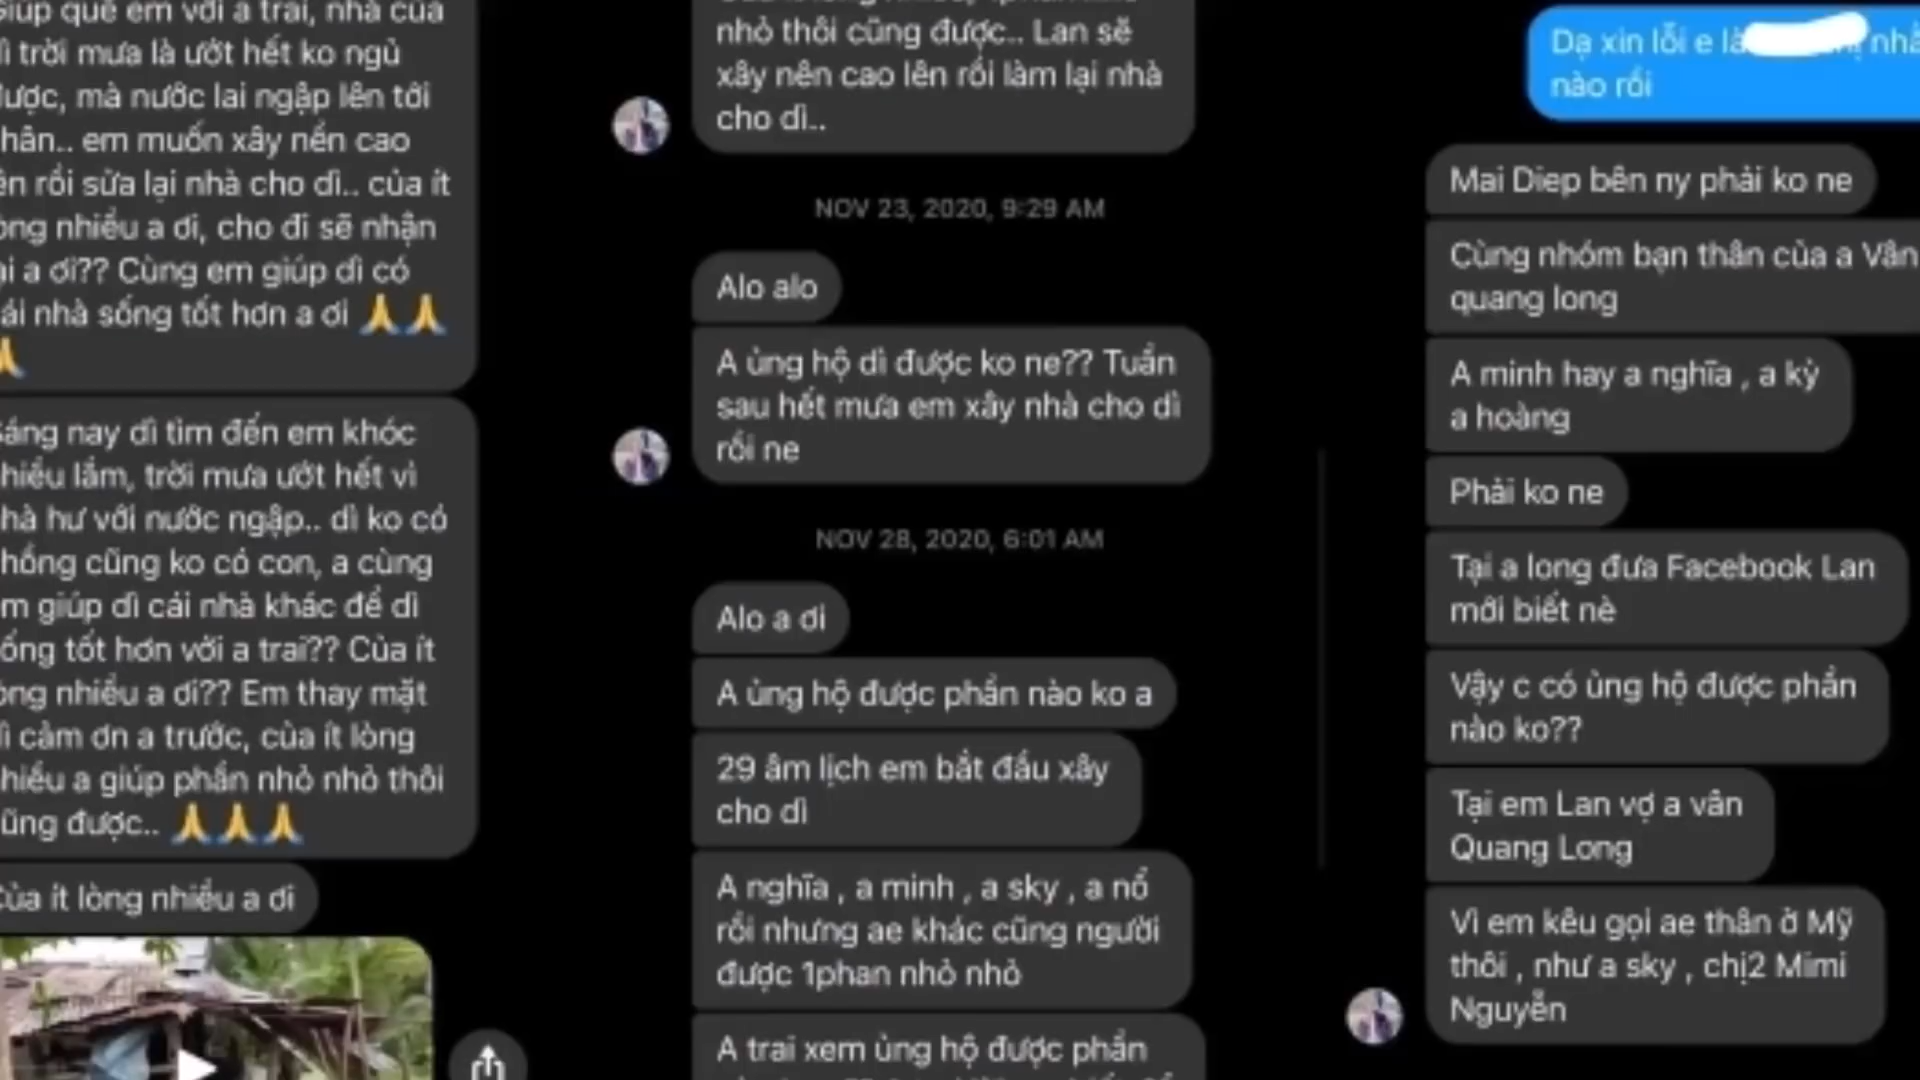 Giúp quê em với a trai, nhà của
dì trời mưa là ướt hết ko ngủ
được, mà nước lai ngập lên tới
chân.. em muốn xây nền cao
lên rồi sửa lại nhà cho dì.. của ít
lòng nhiều a ơi, cho đi sẽ nhận
lại a ơi?? Cùng em giúp dì có
cái nhà sống tốt hơn a ơi 🙏🙏
🙏
Sáng nay dì tìm đến em khóc
nhiều lắm, trời mưa ướt hết vì
nhà hư với nước ngập.. dì ko có
chồng cũng ko có con, a cùng
em giúp dì cái nhà khác để dì
sống tốt hơn với a trai?? Của ít
lòng nhiều a ơi?? Em thay mặt
dì cảm ơn a trước, của ít lòng
nhiều a giúp phần nhỏ nhỏ thôi
cũng được.. 🙏🙏🙏
Của ít lòng nhiều a ơi
nhỏ thôi cũng được.. Lan sẽ
xây nên cao lên rồi làm lại nhà
cho dì..
NOV 23, 2020, 9:29 AM
Alo alo
A ủng hộ dì được ko ne?? Tuần
sau hết mưa em xây nhà cho dì
rồi ne
NOV 28, 2020, 6:01 AM
Alo a ơi
A ủng hộ được phần nào ko a
29 âm lịch em bắt đầu xây
cho dì
A nghĩa , a minh , a sky , a nổ
rồi nhưng ae khác cũng người
được 1phan nhỏ nhỏ
A trai xem ủng hộ được phần
Dạ xin lỗi e là
nào rồi
Mai Diep bên ny phải ko ne
Cùng nhóm bạn thân của a Vân
quang long
A minh hay a nghĩa , a kỳ
a hoàng
Phải ko ne
Tại a long đưa Facebook Lan
mới biết nè
Vậy c có ủng hộ được phần
nào ko??
Tại em Lan vợ a vân
Quang Long
Vì em kêu gọi ae thân ở Mỹ
thôi , như a sky , chị2 Mimi
Nguyễn